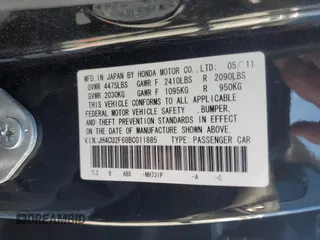 MFD. IN JAPAN BY HONDA MOTOR CO., LTD. 05/11
GVWR 4475LBS GAWR F 2410LBS R 2090LBS
GVWR 2030KG GAWR F 1095KG R 950KG
THIS VEHICLE CONFORMS TO ALL APPLICABLE
FEDERAL MOTOR VEHICLE SAFETY, BUMPER,
AND THEFT PREVENTION STANDARDS IN EFFECT
ON THE DATE OF MANUFACTURE SHOWN ABOVE.
V.I.N. JH4CU2F68BC011885 TYPE: PASSENGER CAR
TL2 B AB5 -NH731P -A -C
DREAMBID